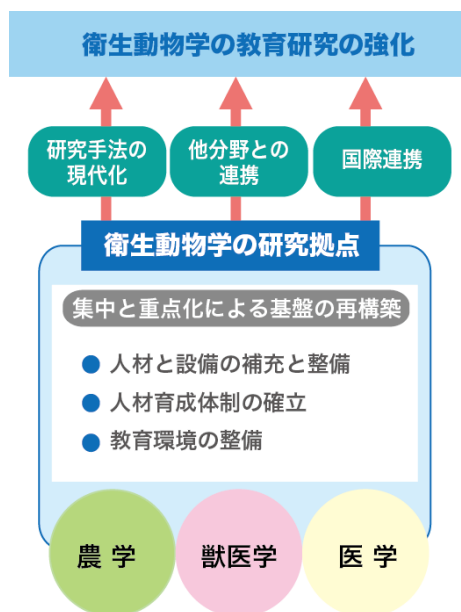 衛生動物学の教育研究の強化
研究手法の
現代化
他分野との
連携
国際連携
衛生動物学の研究拠点
集中と重点化による基盤の再構築
● 人材と設備の補充と整備
● 人材育成体制の確立
● 教育環境の整備
農 学
獣医学
医 学